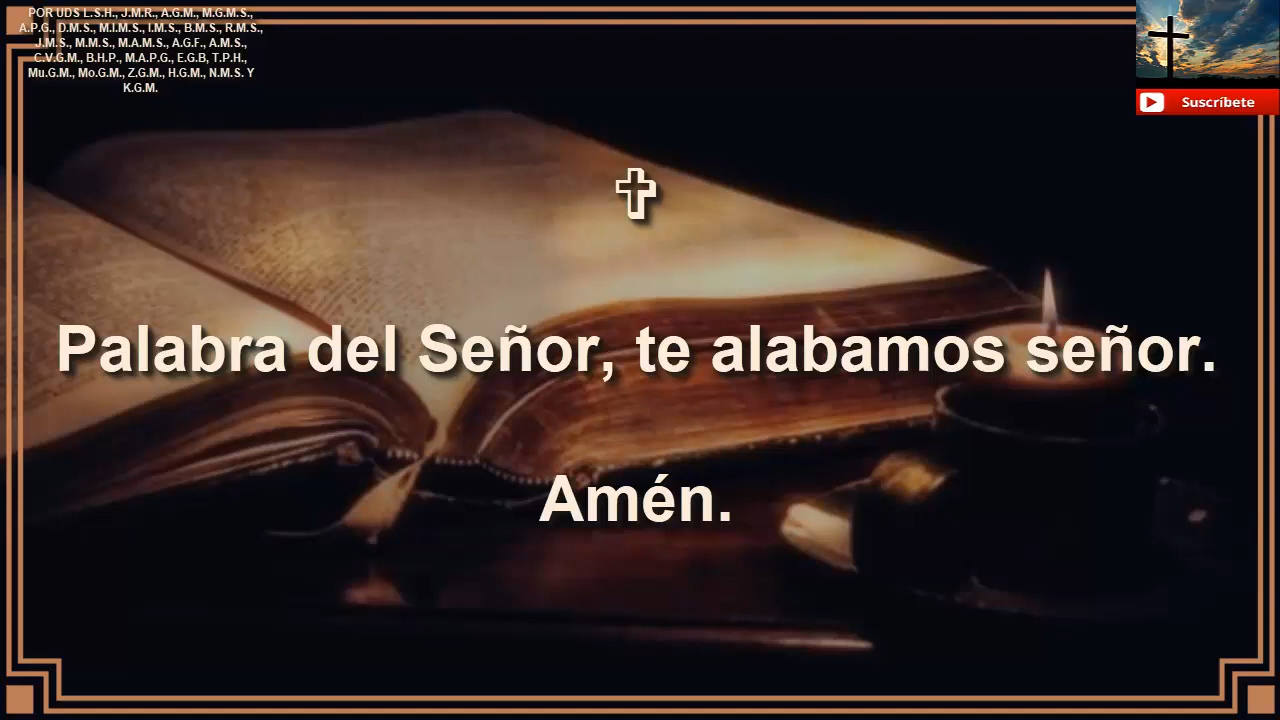 POR UDS L.S.H., J.M.R., A.G.M., M.G.M.S.,
A.P.G., D.M.S., M.I.M.S., I.M.S., B.M.S., R.M.S.,
J.M.S., M.M.S., M.A.M.S., A.G.F., A.M.S.,
C.V.G.M., B.H.P., M.A.P.G., E.G.B, T.P.H.,
Mu.G.M., Mo.G.M., Z.G.M., H.G.M., N.M.S. Y
K.G.M.
Suscríbete
✞
Palabra del Señor, te alabamos señor.
Amén.